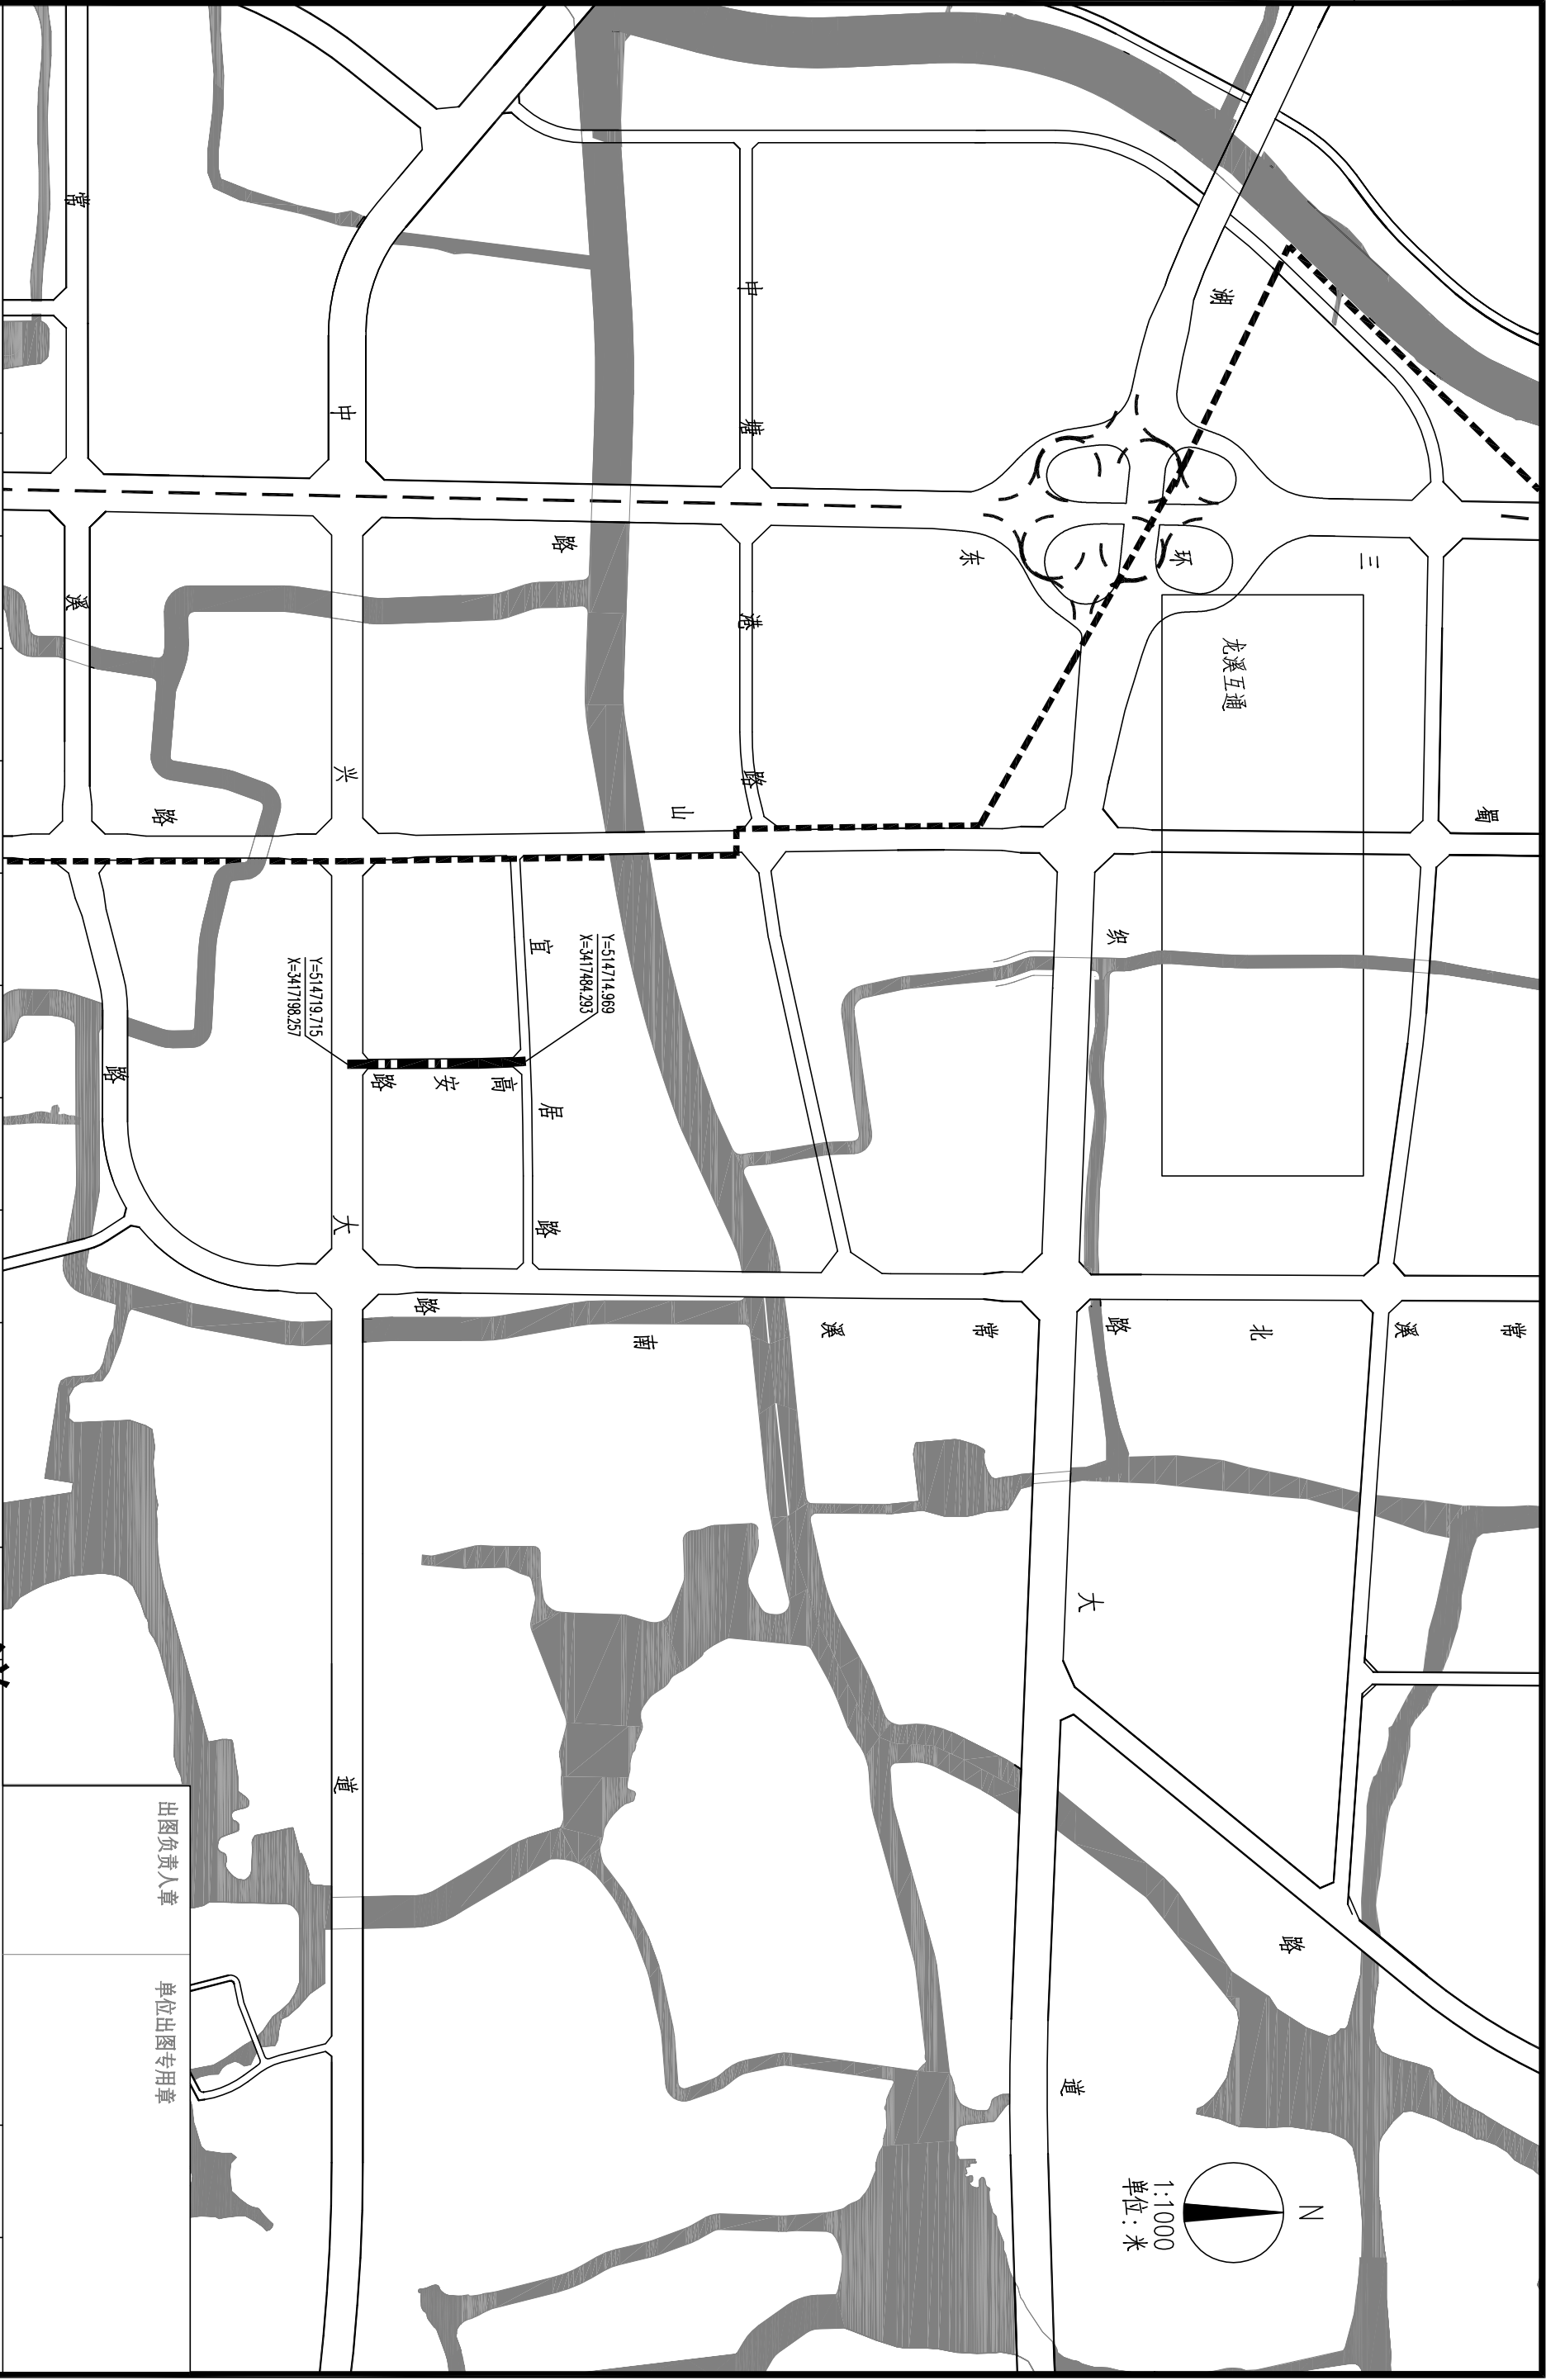 N
1:1000
单位：米
三环东路
蜀山路
龙溪互通
常溪北路
湖织大道
路
常溪南路
中塘港路
Y=514714.969
X=3417484.293
宜居路
高安路
Y=514719.715
X=3417198.257
中兴大道
常溪路
出图负责人章
单位出图专用章